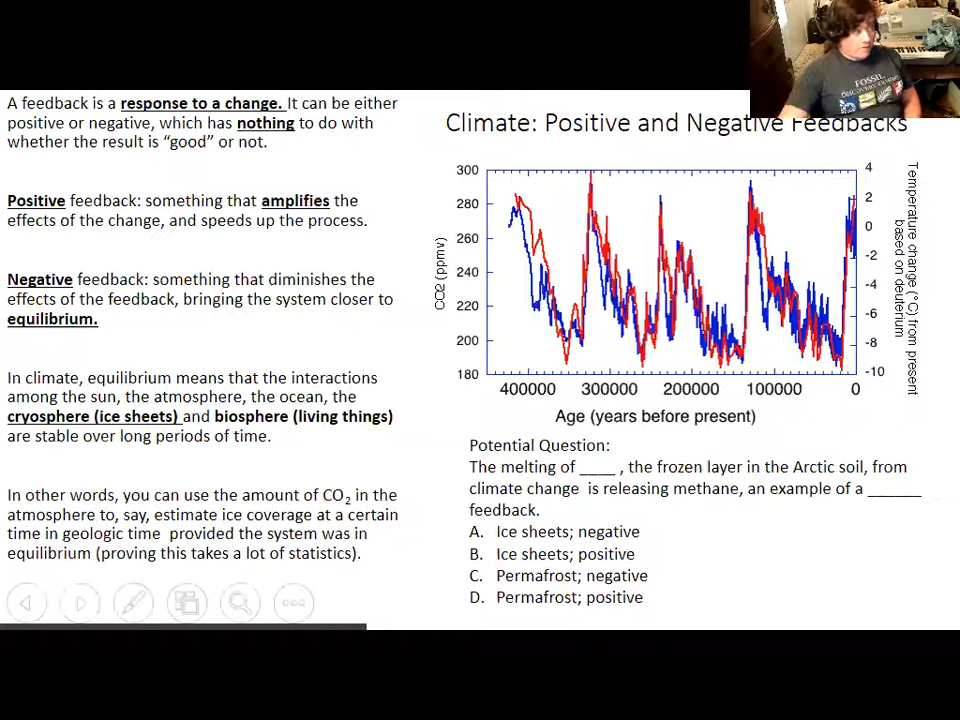 A feedback is a response to a change. It can be either
positive or negative, which has nothing to do with
whether the result is “good” or not.
Positive feedback: something that amplifies the
effects of the change, and speeds up the process.
Negative feedback: something that diminishes the
effects of the feedback, bringing the system closer to
equilibrium.
In climate, equilibrium means that the interactions
among the sun, the atmosphere, the ocean, the
cryosphere (ice sheets) and biosphere (living things)
are stable over long periods of time.
In other words, you can use the amount of CO₂ in the
atmosphere to, say, estimate ice coverage at a certain
time in geologic time provided the system was in
equilibrium (proving this takes a lot of statistics).
FOSSIL
Climate: Positive and Negative Feedbacks
300
280
260
240
220
200
180
CO2 (ppmv)
4
2
0
-2
-4
-6
-8
-10
Temperature change (°C) from present
based on deuterium
400000 300000 200000 100000 0
Age (years before present)
Potential Question:
The melting of ____ , the frozen layer in the Arctic soil, from
climate change is releasing methane, an example of a ______
feedback.
A. Ice sheets; negative
B. Ice sheets; positive
C. Permafrost; negative
D. Permafrost; positive